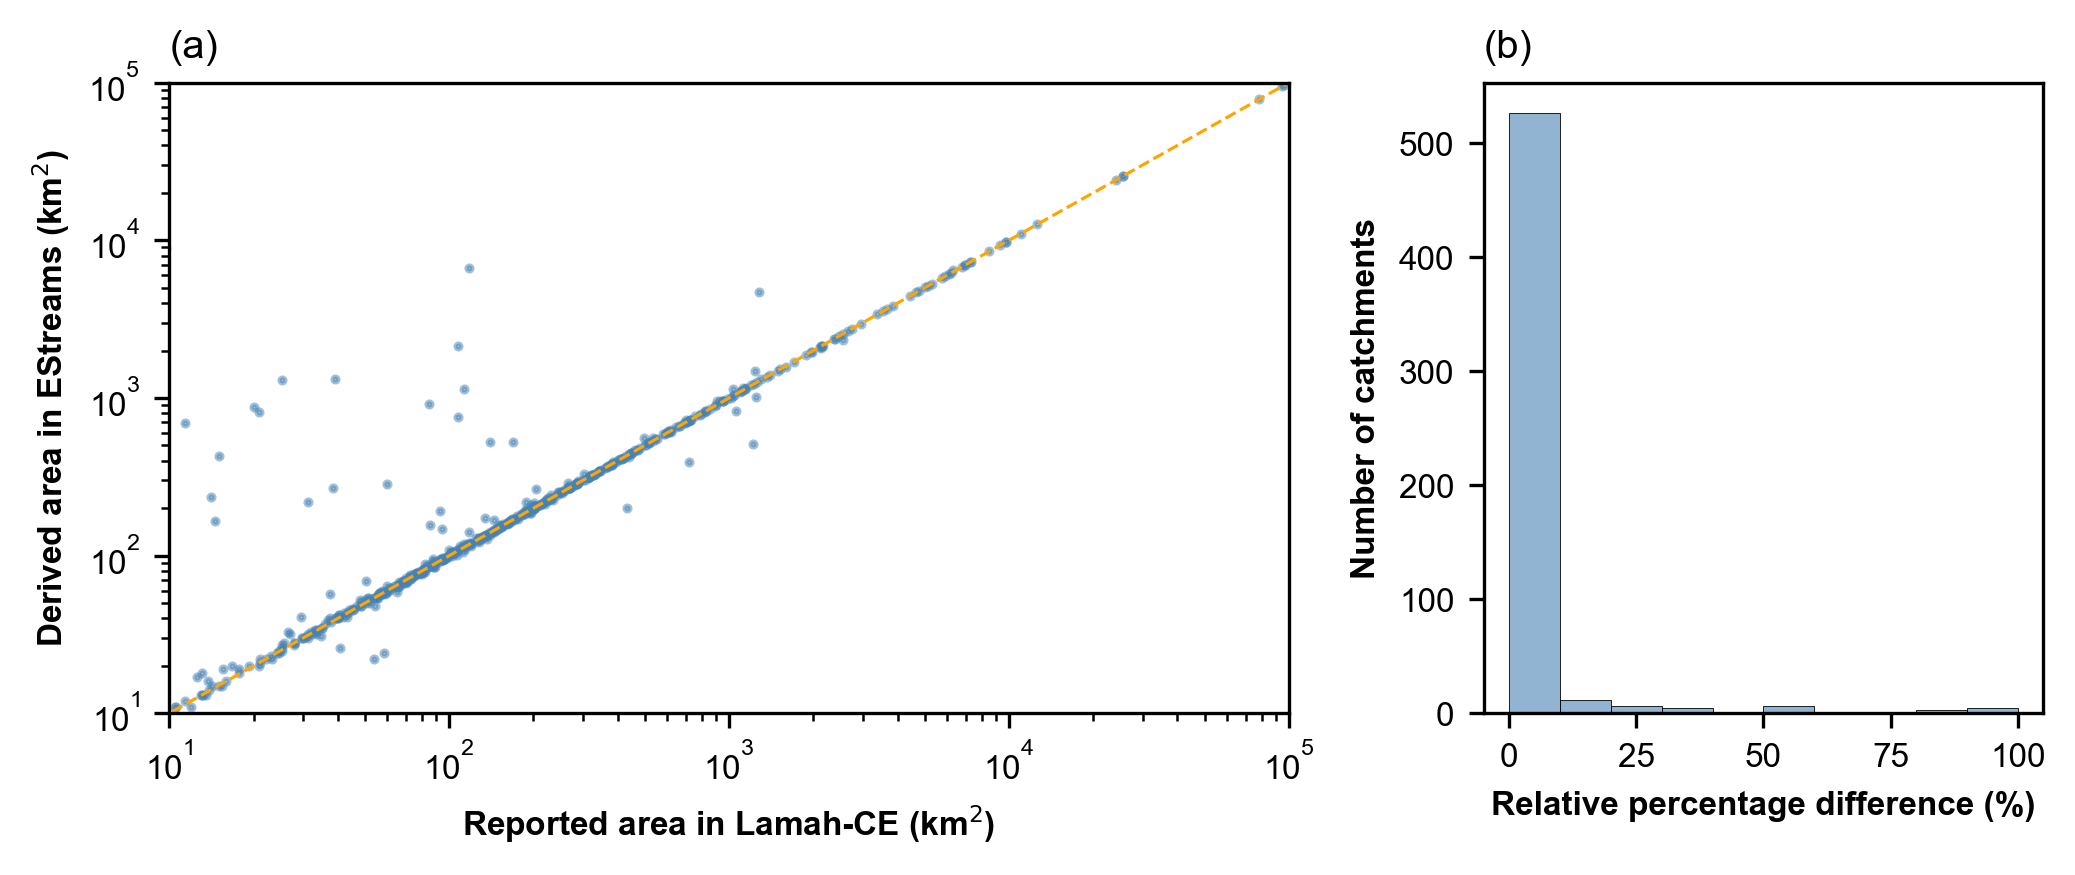 (a)
10^5
10^4
10^3
10^2
10^1
Derived area in EStreams (km^2)
10^1 10^2 10^3 10^4 10^5
Reported area in Lamah-CE (km^2)
(b)
500
400
300
200
100
0
Number of catchments
0 25 50 75 100
Relative percentage difference (%)